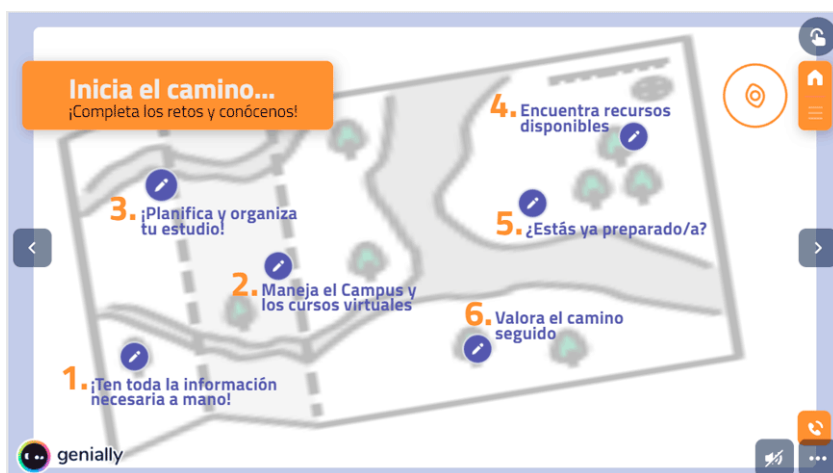 Inicia el camino...
¡Completa los retos y conócenos!
4. Encuentra recursos
disponibles
3. ¡Planifica y organiza
tu estudio!
5. ¿Estás ya preparado/a?
2. Maneja el Campus y
los cursos virtuales
6. Valora el camino
seguido
1. ¡Ten toda la información
necesaria a mano!
genially